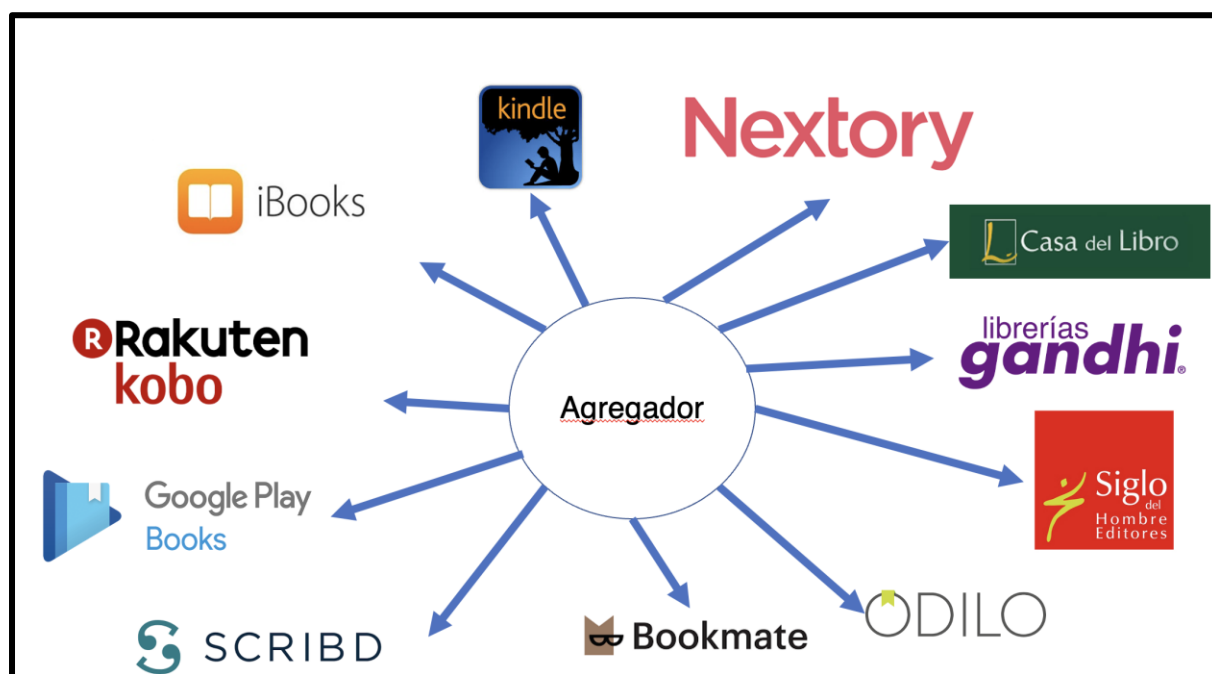 kindle
Nextory
iBooks
Casa del Libro
librerías
gandhi®
R Rakuten
kobo
Agregador
Siglo
del
Hombre
Editores
Google Play
Books
SCRIBD
Bookmate
ODILO